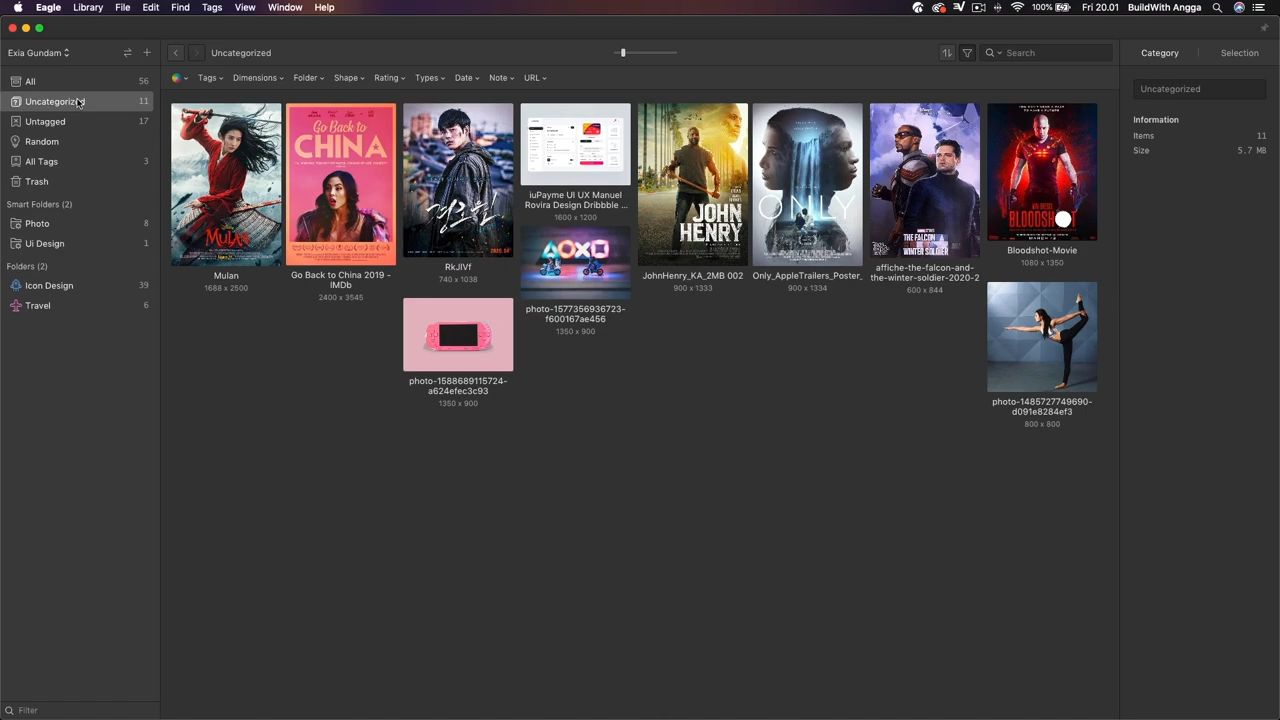 Eagle Library File Edit Find Tags View Window Help
100% Fri 20.01 BuildWith Angga
Exia Gundam
Uncategorized
Search
Category Selection
All 56
Uncategorized 11
Untagged 17
Random
All Tags 3
Trash
Smart Folders (2)
Photo 8
Ui Design 1
Folders (2)
Icon Design 39
Travel 6
Filter
Tags Dimensions Folder Shape Rating Types Date Note URL
MULAN
Mulan
1688 x 2500
Go Back to
CHINA
Go Back to China 2019 -
IMDb
2400 x 3545
RkJIVf
740 x 1038
photo-1588689115724-
a624efec3c93
1350 x 900
iuPayme UI UX Manuel
Rovira Design Dribbble ...
1600 x 1200
photo-1577356936723-
f600167ae456
1350 x 900
JOHN
HENRY
JohnHenry_KA_2MB 002
900 x 1333
ONLY
Only_AppleTrailers_Poster_
900 x 1334
THE FALCON AND
WINTER SOLDIER
affiche-the-falcon-and-
the-winter-soldier-2020-2
600 x 844
VIN DIESEL
BLOODSHOT
Bloodshot-Movie
1080 x 1350
photo-1485727749690-
d091e8284ef3
800 x 800
Uncategorized
Information
Items 11
Size 5.7 MB